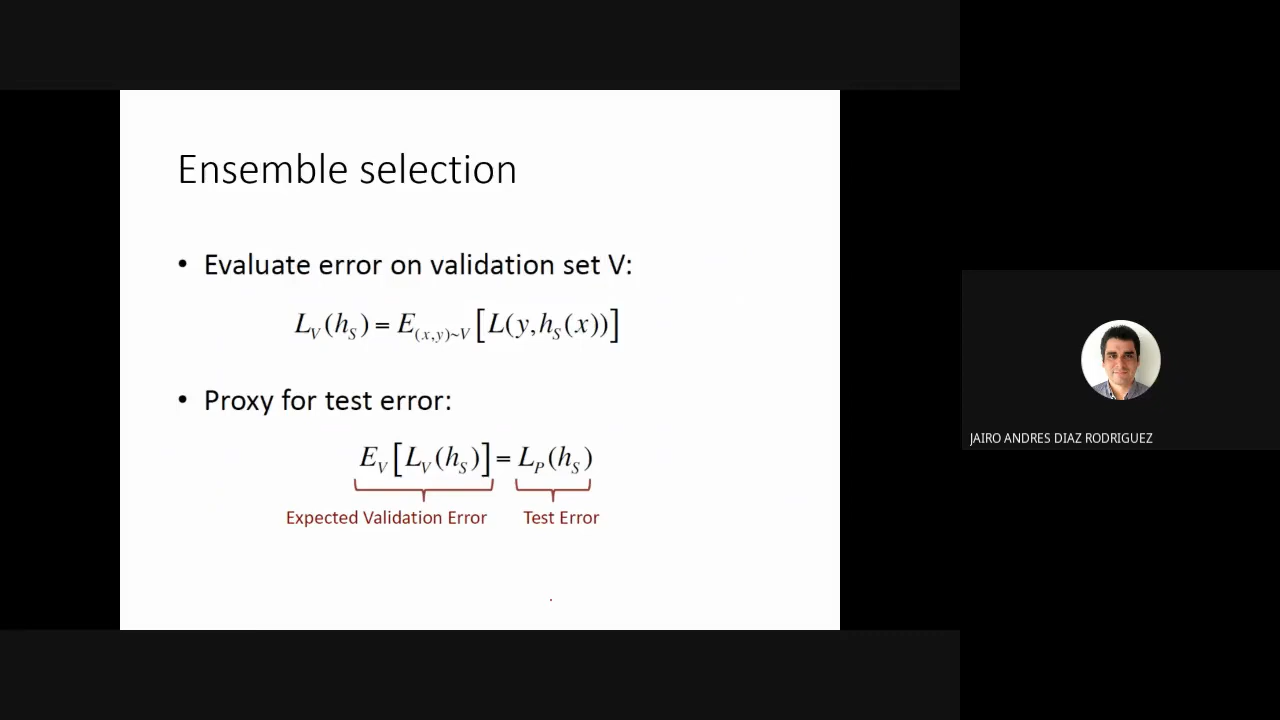 Ensemble selection
• Evaluate error on validation set V:
L_V(h_S) = E_{(x,y)~V}[L(y,h_S(x))]
• Proxy for test error:
E_V[L_V(h_S)] = L_P(h_S)
Expected Validation Error Test Error
JAIRO ANDRES DIAZ RODRIGUEZ